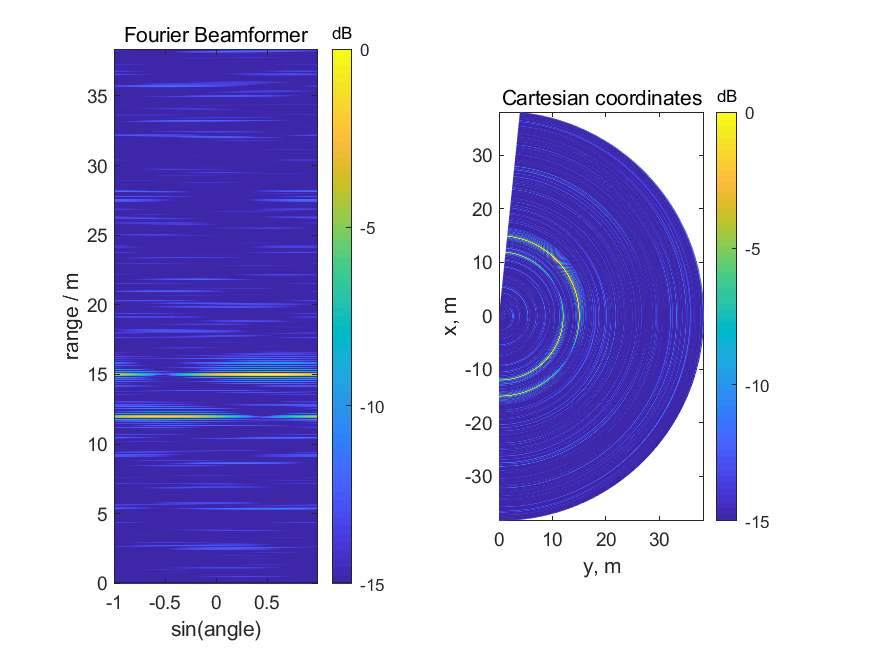 Fourier Beamformer
dB
0
-5
-10
-15
35
30
25
20
15
10
5
0
range / m
-1 -0.5 0 0.5
sin(angle)
Cartesian coordinates
dB
0
-5
-10
-15
30
20
10
0
-10
-20
-30
x, m
0 10 20 30
y, m